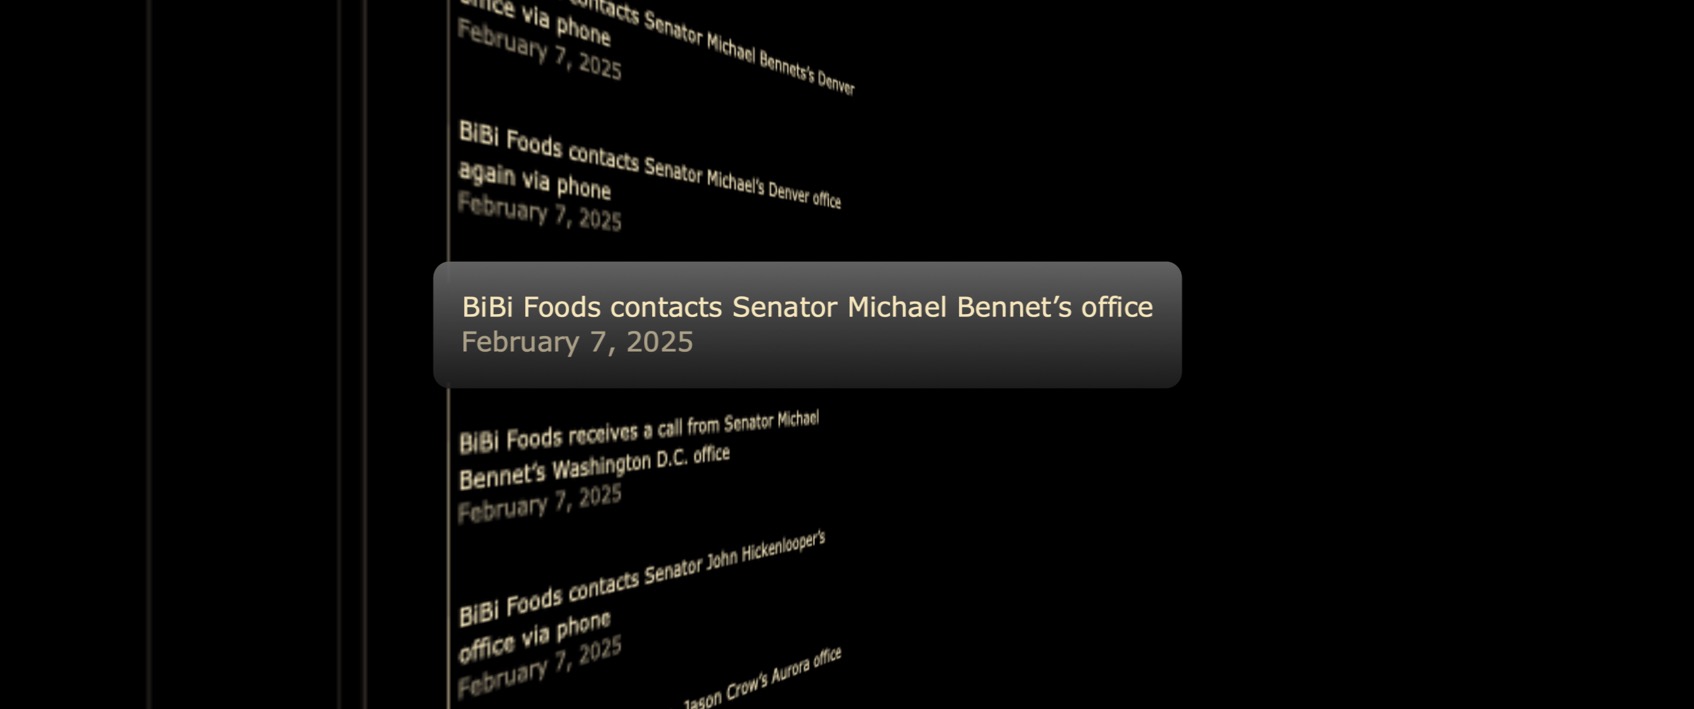 office via phone
contacts Senator Michael Bennets's Denver
February 7, 2025
BiBi Foods contacts Senator Michael's Denver office
again via phone
February 7, 2025
BiBi Foods contacts Senator Michael Bennet’s office
February 7, 2025
BiBi Foods receives a call from Senator Michael
Bennet’s Washington D.C. office
February 7, 2025
BiBi Foods contacts Senator John Hickenlooper’s
office via phone
February 7, 2025
Jason Crow’s Aurora office